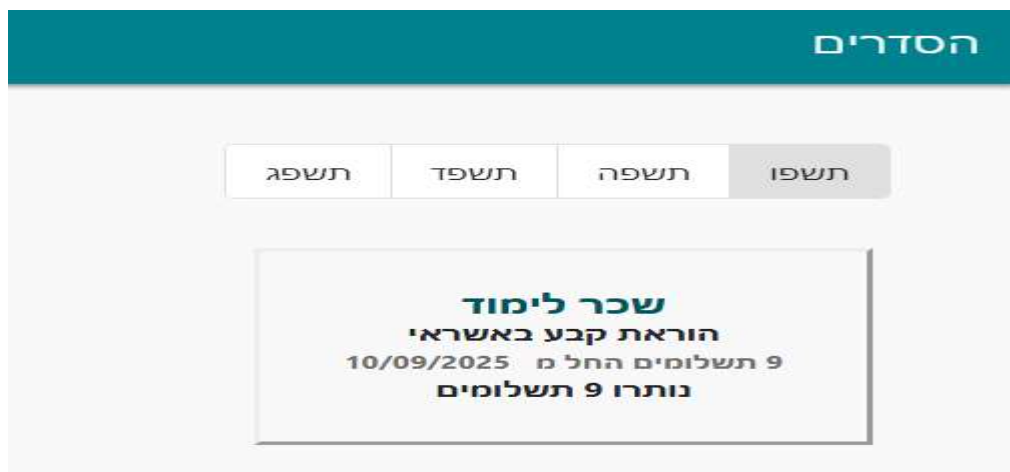 הסדרים
תשפו תשפה תשפד תשפג
שכר לימוד
הוראת קבע באשראי
9 תשלומים החל מ 10/09/2025
נותרו 9 תשלומים